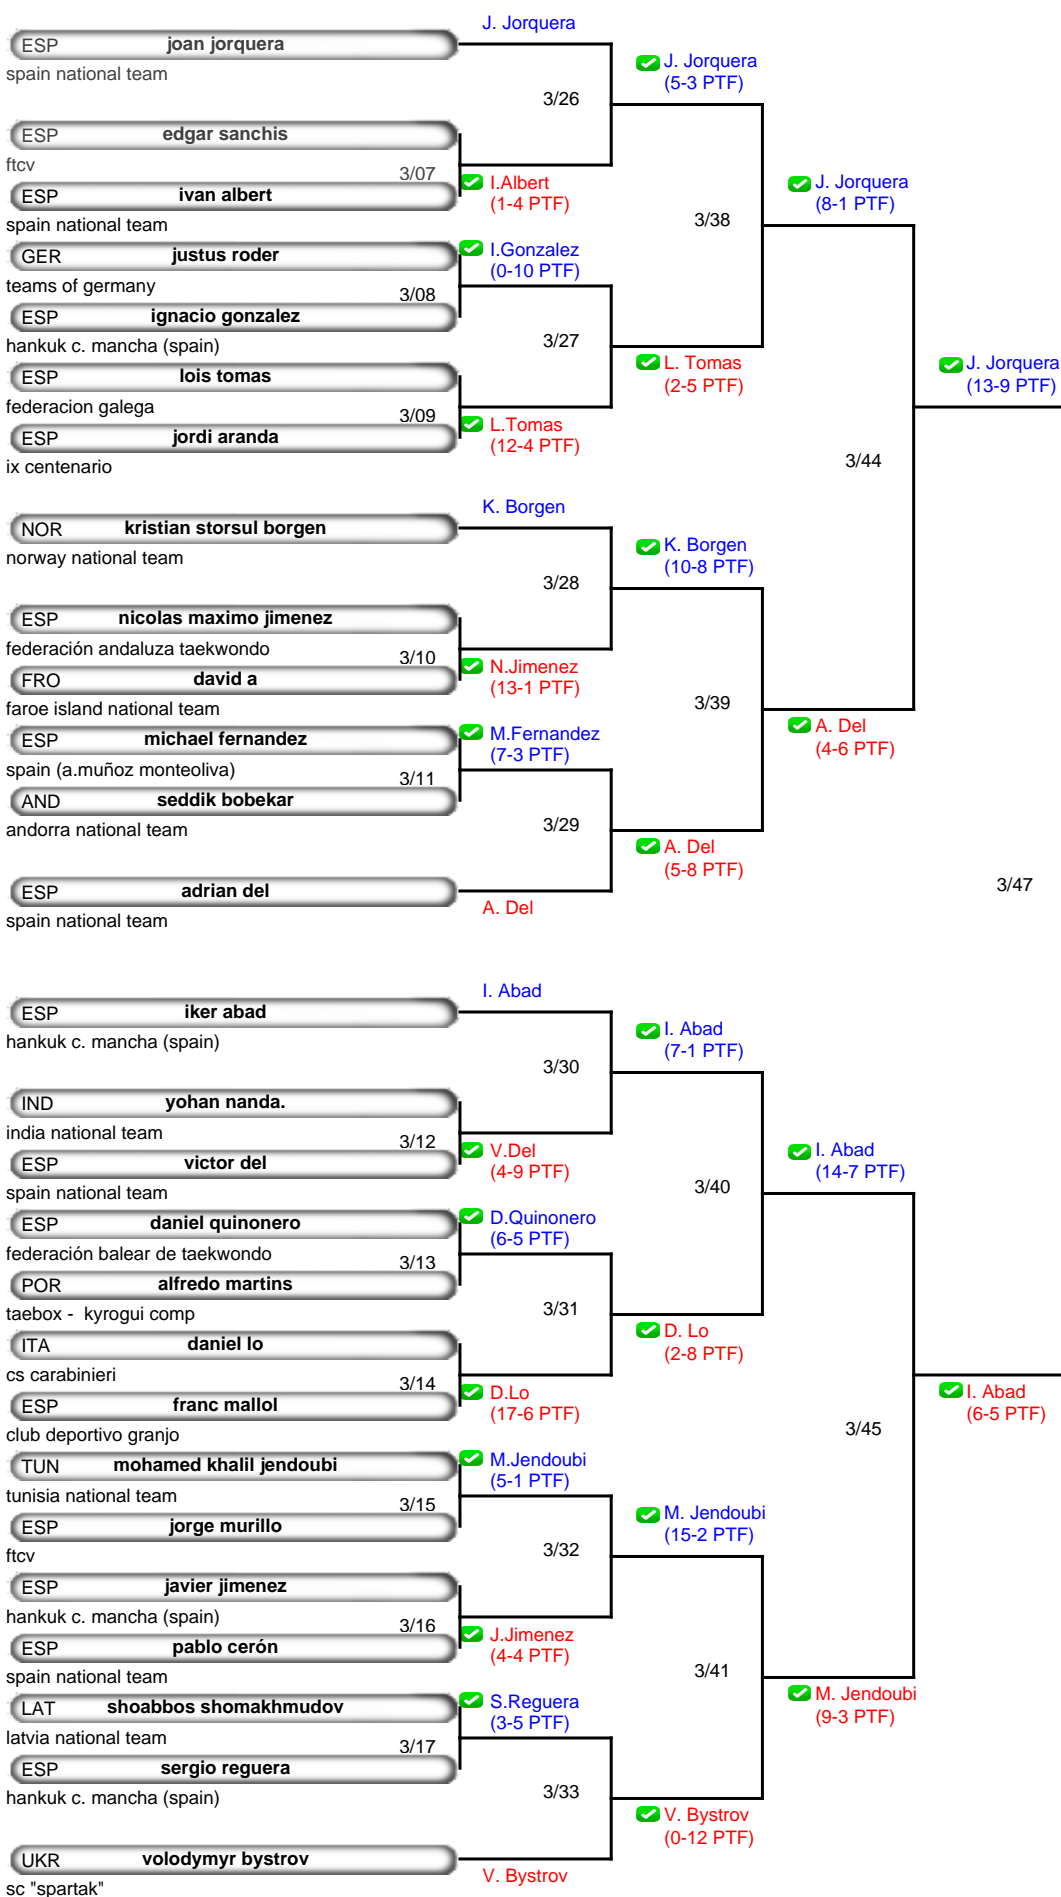 J. Jorquera
ESP joan jorquera
spain national team
J. Jorquera
(5-3 PTF)
3/26
ESP edgar sanchis
ftcv
3/07
ESP ivan albert
spain national team
I.Albert
(1-4 PTF)
J. Jorquera
(8-1 PTF)
3/38
GER justus roder
teams of germany
I.Gonzalez
(0-10 PTF)
3/08
ESP ignacio gonzalez
hankuk c. mancha (spain)
3/27
ESP lois tomas
federacion galega
L. Tomas
(2-5 PTF)
J. Jorquera
(13-9 PTF)
3/09
ESP jordi aranda
ix centenario
L.Tomas
(12-4 PTF)
3/44
K. Borgen
NOR kristian storsul borgen
norway national team
K. Borgen
(10-8 PTF)
3/28
ESP nicolas maximo jimenez
federación andaluza taekwondo
3/10
FRO david a
faroe island national team
N.Jimenez
(13-1 PTF)
3/39
ESP michael fernandez
spain (a.muñoz monteoliva)
M.Fernandez
(7-3 PTF)
A. Del
(4-6 PTF)
3/11
AND seddik bobekar
andorra national team
3/29
A. Del
(5-8 PTF)
ESP adrian del
spain national team
A. Del
3/47
I. Abad
ESP iker abad
hankuk c. mancha (spain)
I. Abad
(7-1 PTF)
3/30
IND yohan nanda.
india national team
3/12
ESP victor del
spain national team
V.Del
(4-9 PTF)
I. Abad
(14-7 PTF)
3/40
ESP daniel quinonero
federación balear de taekwondo
D.Quinonero
(6-5 PTF)
3/13
POR alfredo martins
taebox -  kyrogui comp
3/31
ITA daniel lo
cs carabinieri
D. Lo
(2-8 PTF)
3/14
ESP franc mallol
club deportivo granjo
D.Lo
(17-6 PTF)
I. Abad
(6-5 PTF)
3/45
TUN mohamed khalil jendoubi
tunisia national team
M.Jendoubi
(5-1 PTF)
3/15
ESP jorge murillo
ftcv
M. Jendoubi
(15-2 PTF)
3/32
ESP javier jimenez
hankuk c. mancha (spain)
3/16
ESP pablo cerón
spain national team
J.Jimenez
(4-4 PTF)
3/41
LAT shoabbos shomakhmudov
latvia national team
S.Reguera
(3-5 PTF)
M. Jendoubi
(9-3 PTF)
3/17
ESP sergio reguera
hankuk c. mancha (spain)
3/33
V. Bystrov
(0-12 PTF)
UKR volodymyr bystrov
sc "spartak"
V. Bystrov